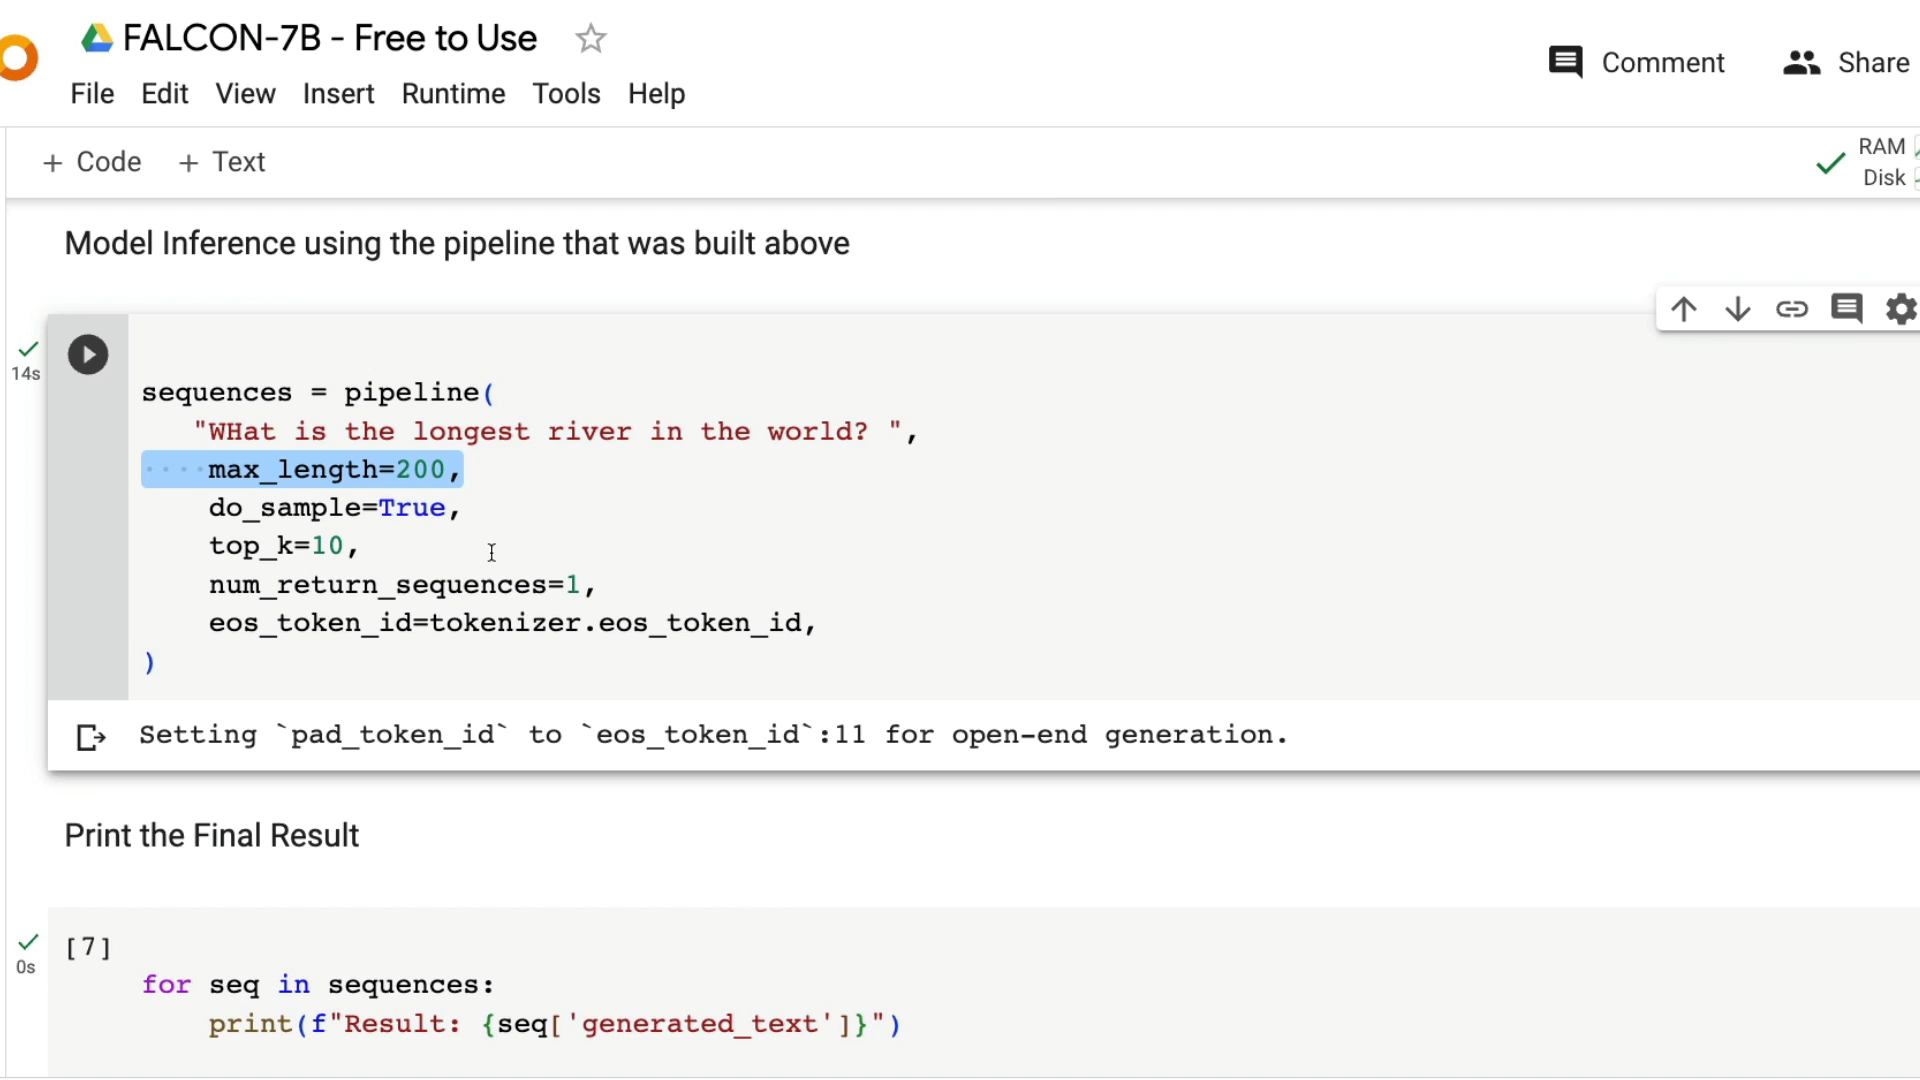 FALCON-7B - Free to Use
File Edit View Insert Runtime Tools Help
Comment
Share
+ Code + Text
RAM
Disk
Model Inference using the pipeline that was built above
14s
sequences = pipeline(
"WHat is the longest river in the world? ",
max_length=200,
do_sample=True,
top_k=10,
num_return_sequences=1,
eos_token_id=tokenizer.eos_token_id,
)
Setting `pad_token_id` to `eos_token_id`:11 for open-end generation.
Print the Final Result
0s
[7]
for seq in sequences:
print(f"Result: {seq['generated_text']}")